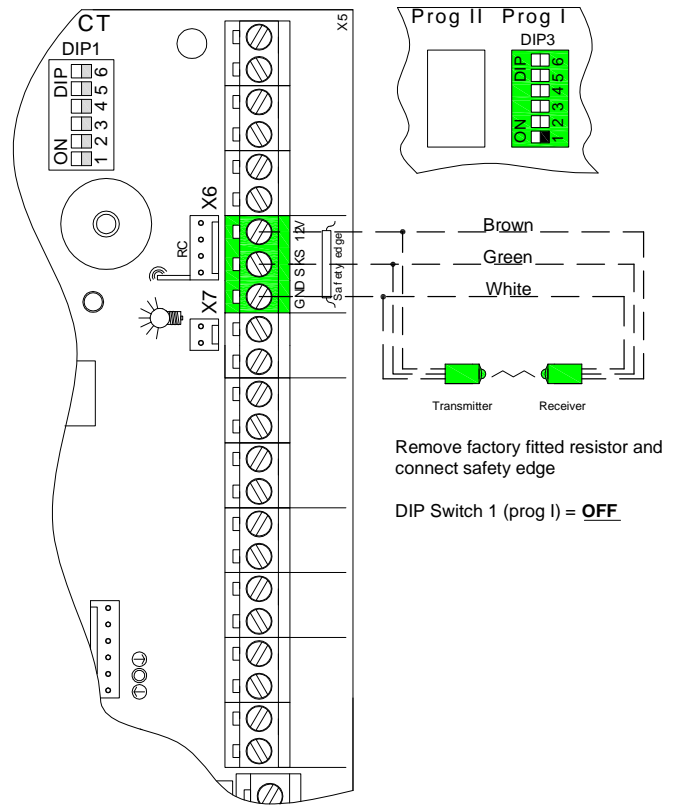 CT
DIP1
DIP
ON
1 2 3 4 5 6
X5
X6
RC
X7
12V
SKS
GND
Safety edge
Prog II Prog I
DIP3
DIP
ON
1 2 4 5 6
Brown
Green
White
Transmitter Receiver
Remove factory fitted resistor and
connect safety edge
DIP Switch 1 (prog I) = OFF